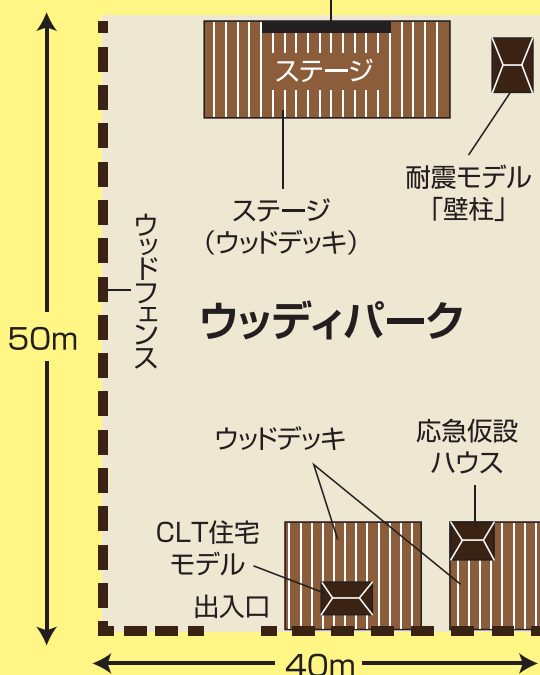 ステージ
耐震モデル
「壁柱」
ステージ
（ウッドデッキ）
ウッドフェンス
ウッディパーク
50m
ウッドデッキ
応急仮設
ハウス
CLT住宅
モデル
出入口
40m